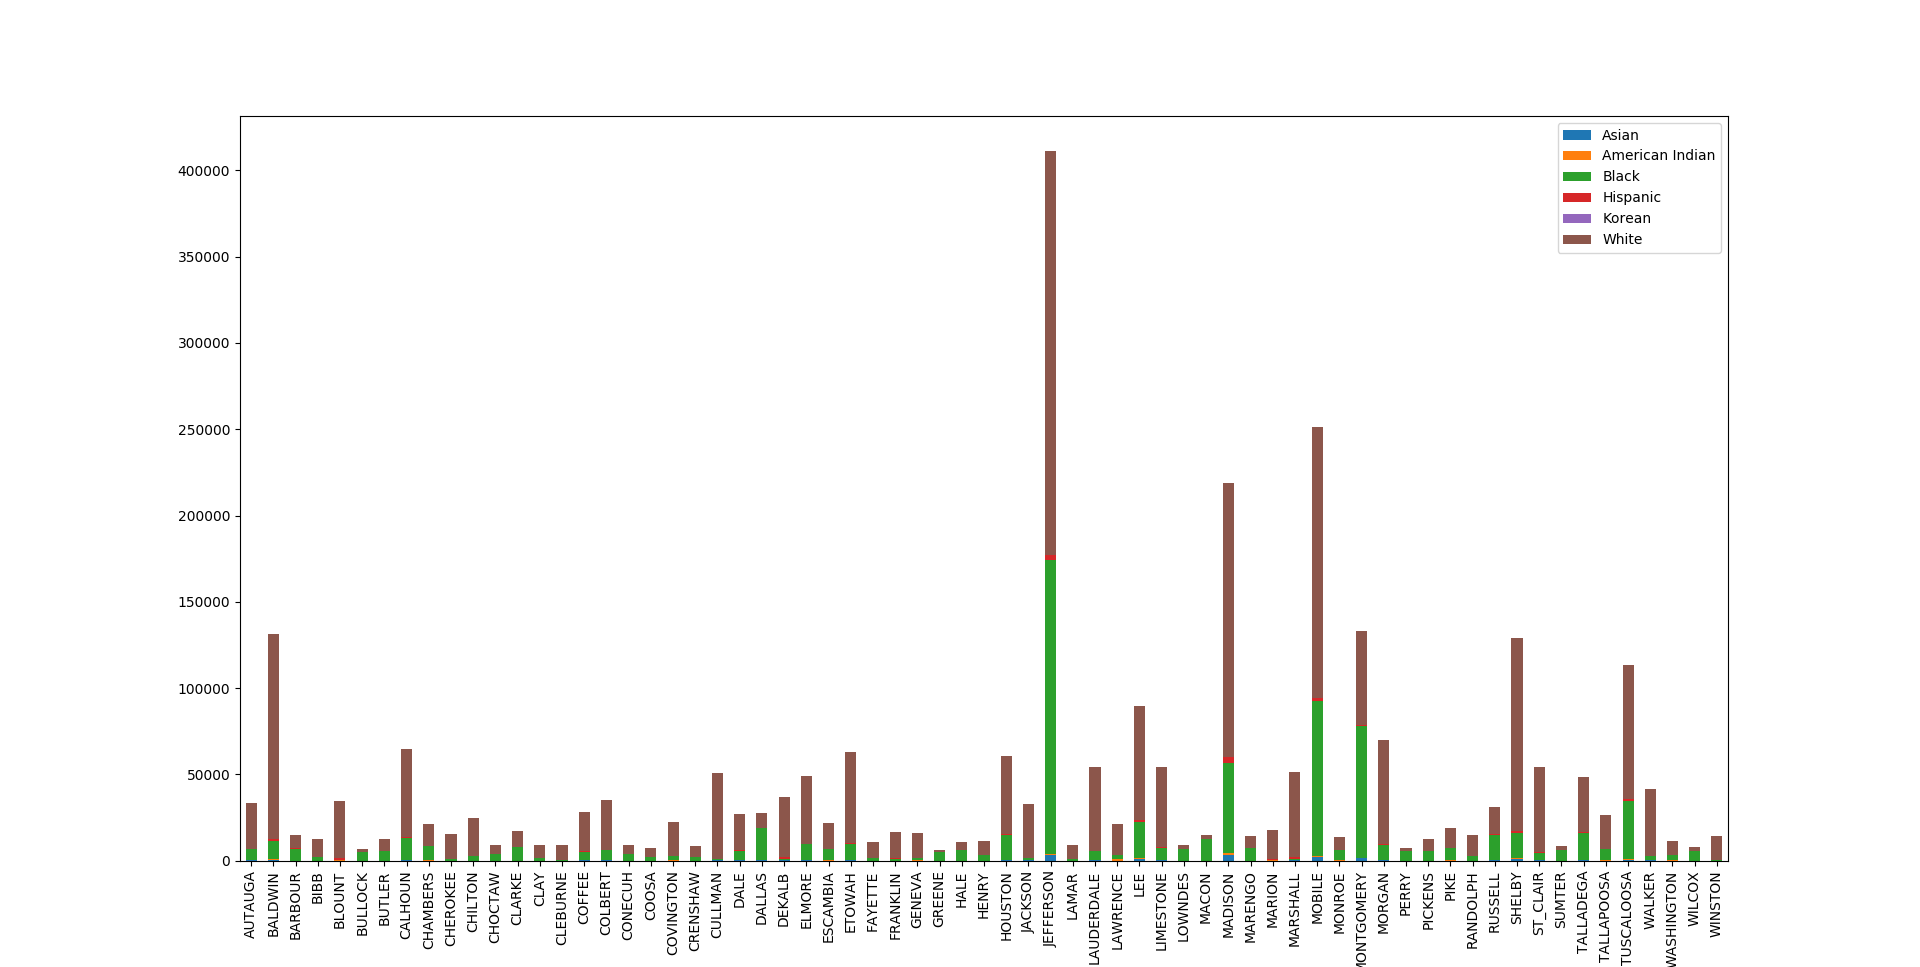 400000
350000
300000
250000
200000
150000
100000
50000
0
Asian
American Indian
Black
Hispanic
Korean
White
AUTAUGA
BALDWIN
BARBOUR
BIBB
BLOUNT
BULLOCK
BUTLER
CALHOUN
CHAMBERS
CHEROKEE
CHILTON
CHOCTAW
CLARKE
CLAY
CLEBURNE
COFFEE
COLBERT
CONECUH
COOSA
COVINGTON
CRENSHAW
CULLMAN
DALE
DALLAS
DEKALB
ELMORE
ESCAMBIA
ETOWAH
FAYETTE
FRANKLIN
GENEVA
GREENE
HALE
HENRY
HOUSTON
JACKSON
JEFFERSON
LAMAR
LAUDERDALE
LAWRENCE
LEE
LIMESTONE
LOWNDES
MACON
MADISON
MARENGO
MARION
MARSHALL
MOBILE
MONROE
MONTGOMERY
MORGAN
PERRY
PICKENS
PIKE
RANDOLPH
RUSSELL
SHELBY
ST_CLAIR
SUMTER
TALLADEGA
TALLAPOOSA
TUSCALOOSA
WALKER
WASHINGTON
WILCOX
WINSTON